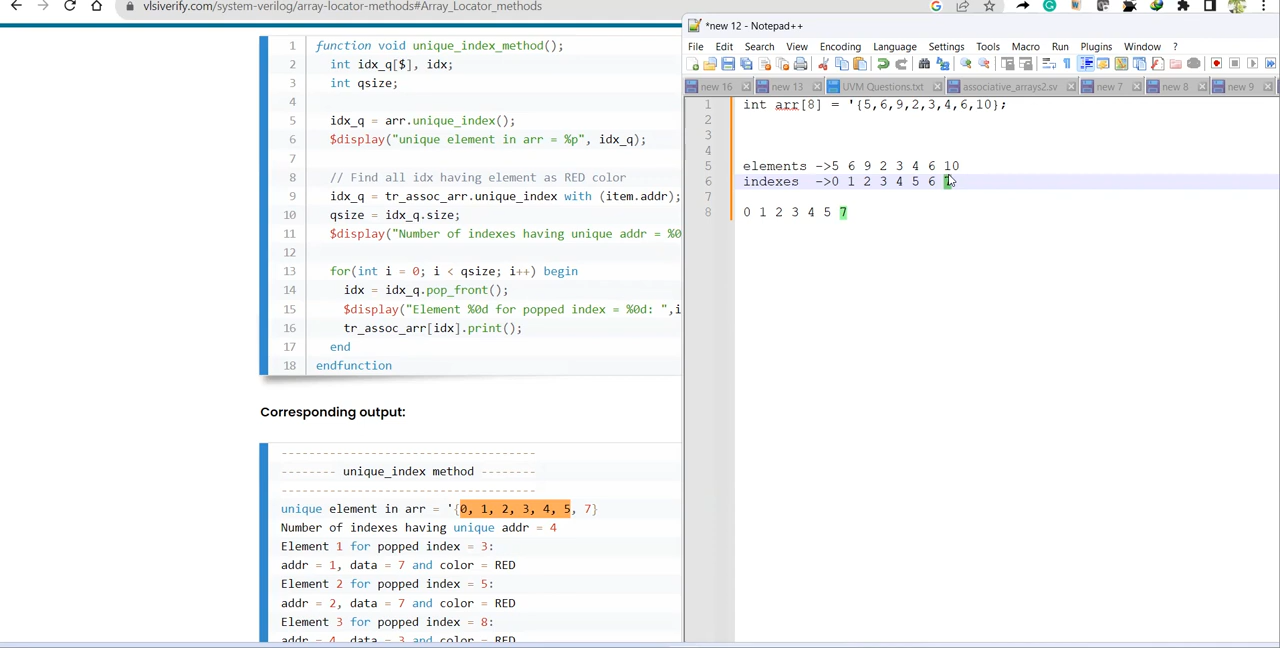 vlsiverify.com/system-verilog/array-locator-methods#Array_Locator_methods
1 function void unique_index_method();
2 int idx_q[$], idx;
3 int qsize;
4
5 idx_q = arr.unique_index();
6 $display("unique element in arr = %p", idx_q);
7
8 // Find all idx having element as RED color
9 idx_q = tr_assoc_arr.unique_index with (item.addr);
10 qsize = idx_q.size;
11 $display("Number of indexes having unique addr = %0
12
13 for(int i = 0; i < qsize; i++) begin
14 idx = idx_q.pop_front();
15 $display("Element %0d for popped index = %0d: ",i
16 tr_assoc_arr[idx].print();
17 end
18 endfunction
Corresponding output:
------------------------------------
-------- unique_index method --------
------------------------------------
unique element in arr = '{0, 1, 2, 3, 4, 5, 7}
Number of indexes having unique addr = 4
Element 1 for popped index = 3:
addr = 1, data = 7 and color = RED
Element 2 for popped index = 5:
addr = 2, data = 7 and color = RED
Element 3 for popped index = 8:
addr = 4, data = 3 and color = RED
*new 12 - Notepad++
File Edit Search View Encoding Language Settings Tools Macro Run Plugins Window ?
new 16 new 13 UVM Questions.txt associative_arrays2.sv new 7 new 8 new 9
1 int arr[8] = '{5,6,9,2,3,4,6,10};
2
3
4
5 elements ->5 6 9 2 3 4 6 10
6 indexes ->0 1 2 3 4 5 6 7
7
8 0 1 2 3 4 5 7